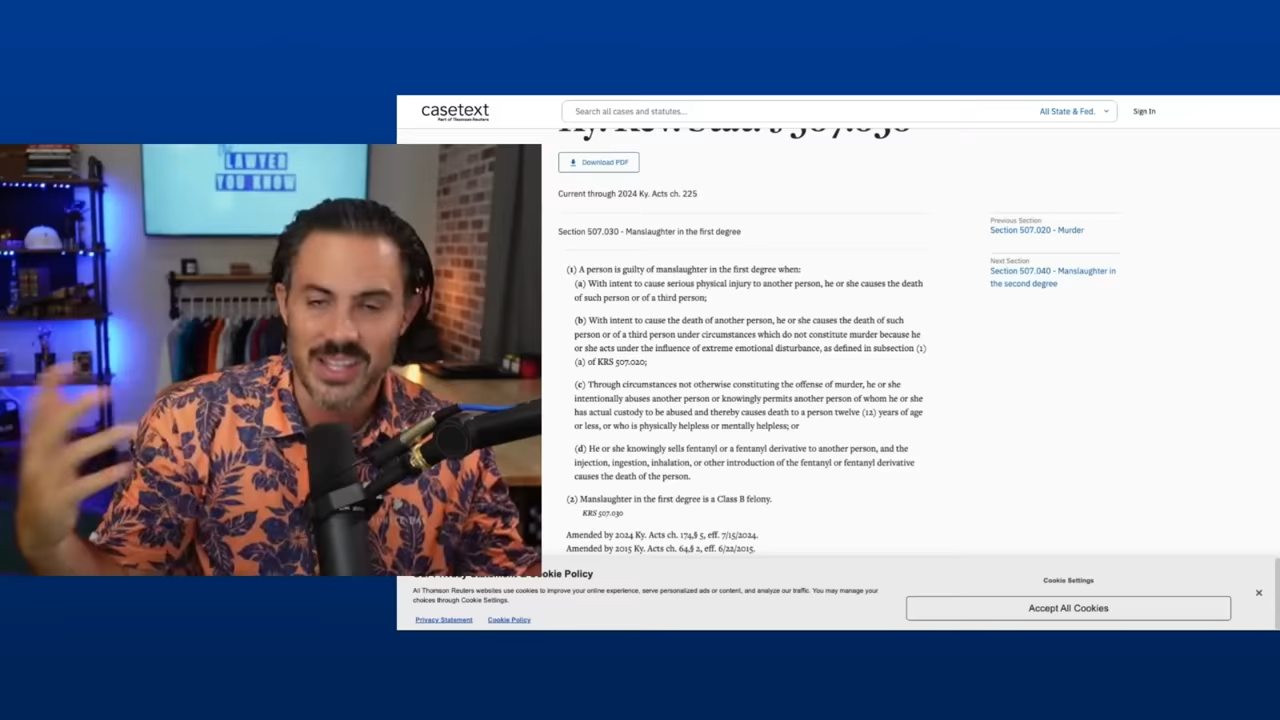 casetext
Part of Thomson Reuters
Search all cases and statutes...
All State & Fed.
Sign In
Download PDF
Current through 2024 Ky. Acts ch. 225
Section 507.030 - Manslaughter in the first degree
(1) A person is guilty of manslaughter in the first degree when:
(a) With intent to cause serious physical injury to another person, he or she causes the death
of such person or of a third person;
(b) With intent to cause the death of another person, he or she causes the death of such
person or of a third person under circumstances which do not constitute murder because he
or she acts under the influence of extreme emotional disturbance, as defined in subsection (1)
(a) of KRS 507.020;
(c) Through circumstances not otherwise constituting the offense of murder, he or she
intentionally abuses another person or knowingly permits another person of whom he or she
has actual custody to be abused and thereby causes death to a person twelve (12) years of age
or less, or who is physically helpless or mentally helpless; or
(d) He or she knowingly sells fentanyl or a fentanyl derivative to another person, and the
injection, ingestion, inhalation, or other introduction of the fentanyl or fentanyl derivative
causes the death of the person.
(2) Manslaughter in the first degree is a Class B felony.
KRS 507.030
Amended by 2024 Ky. Acts ch. 174,§ 5, eff. 7/15/2024.
Amended by 2015 Ky. Acts ch. 64,§ 2, eff. 6/22/2015.
Previous Section
Section 507.020 - Murder
Next Section
Section 507.040 - Manslaughter in
the second degree
LAWYER
YOU KNOW
Cookie Policy
All Thomson Reuters websites use cookies to improve your online experience, serve personalized ads or content, and analyze our traffic. You may manage your
choices through Cookie Settings.
Privacy Statement
Cookie Policy
Cookie Settings
Accept All Cookies